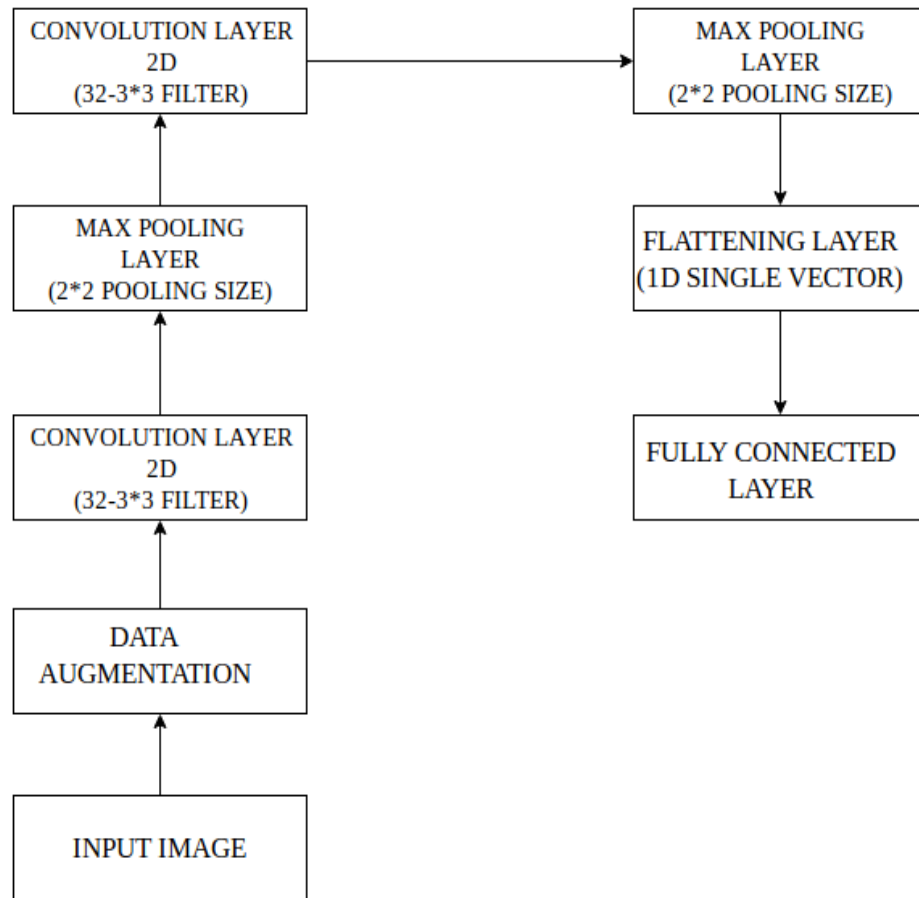 CONVOLUTION LAYER
2D
(32-3*3 FILTER)
MAX POOLING
LAYER
(2*2 POOLING SIZE)
MAX POOLING
LAYER
(2*2 POOLING SIZE)
FLATTENING LAYER
(1D SINGLE VECTOR)
CONVOLUTION LAYER
2D
(32-3*3 FILTER)
FULLY CONNECTED
LAYER
DATA
AUGMENTATION
INPUT IMAGE